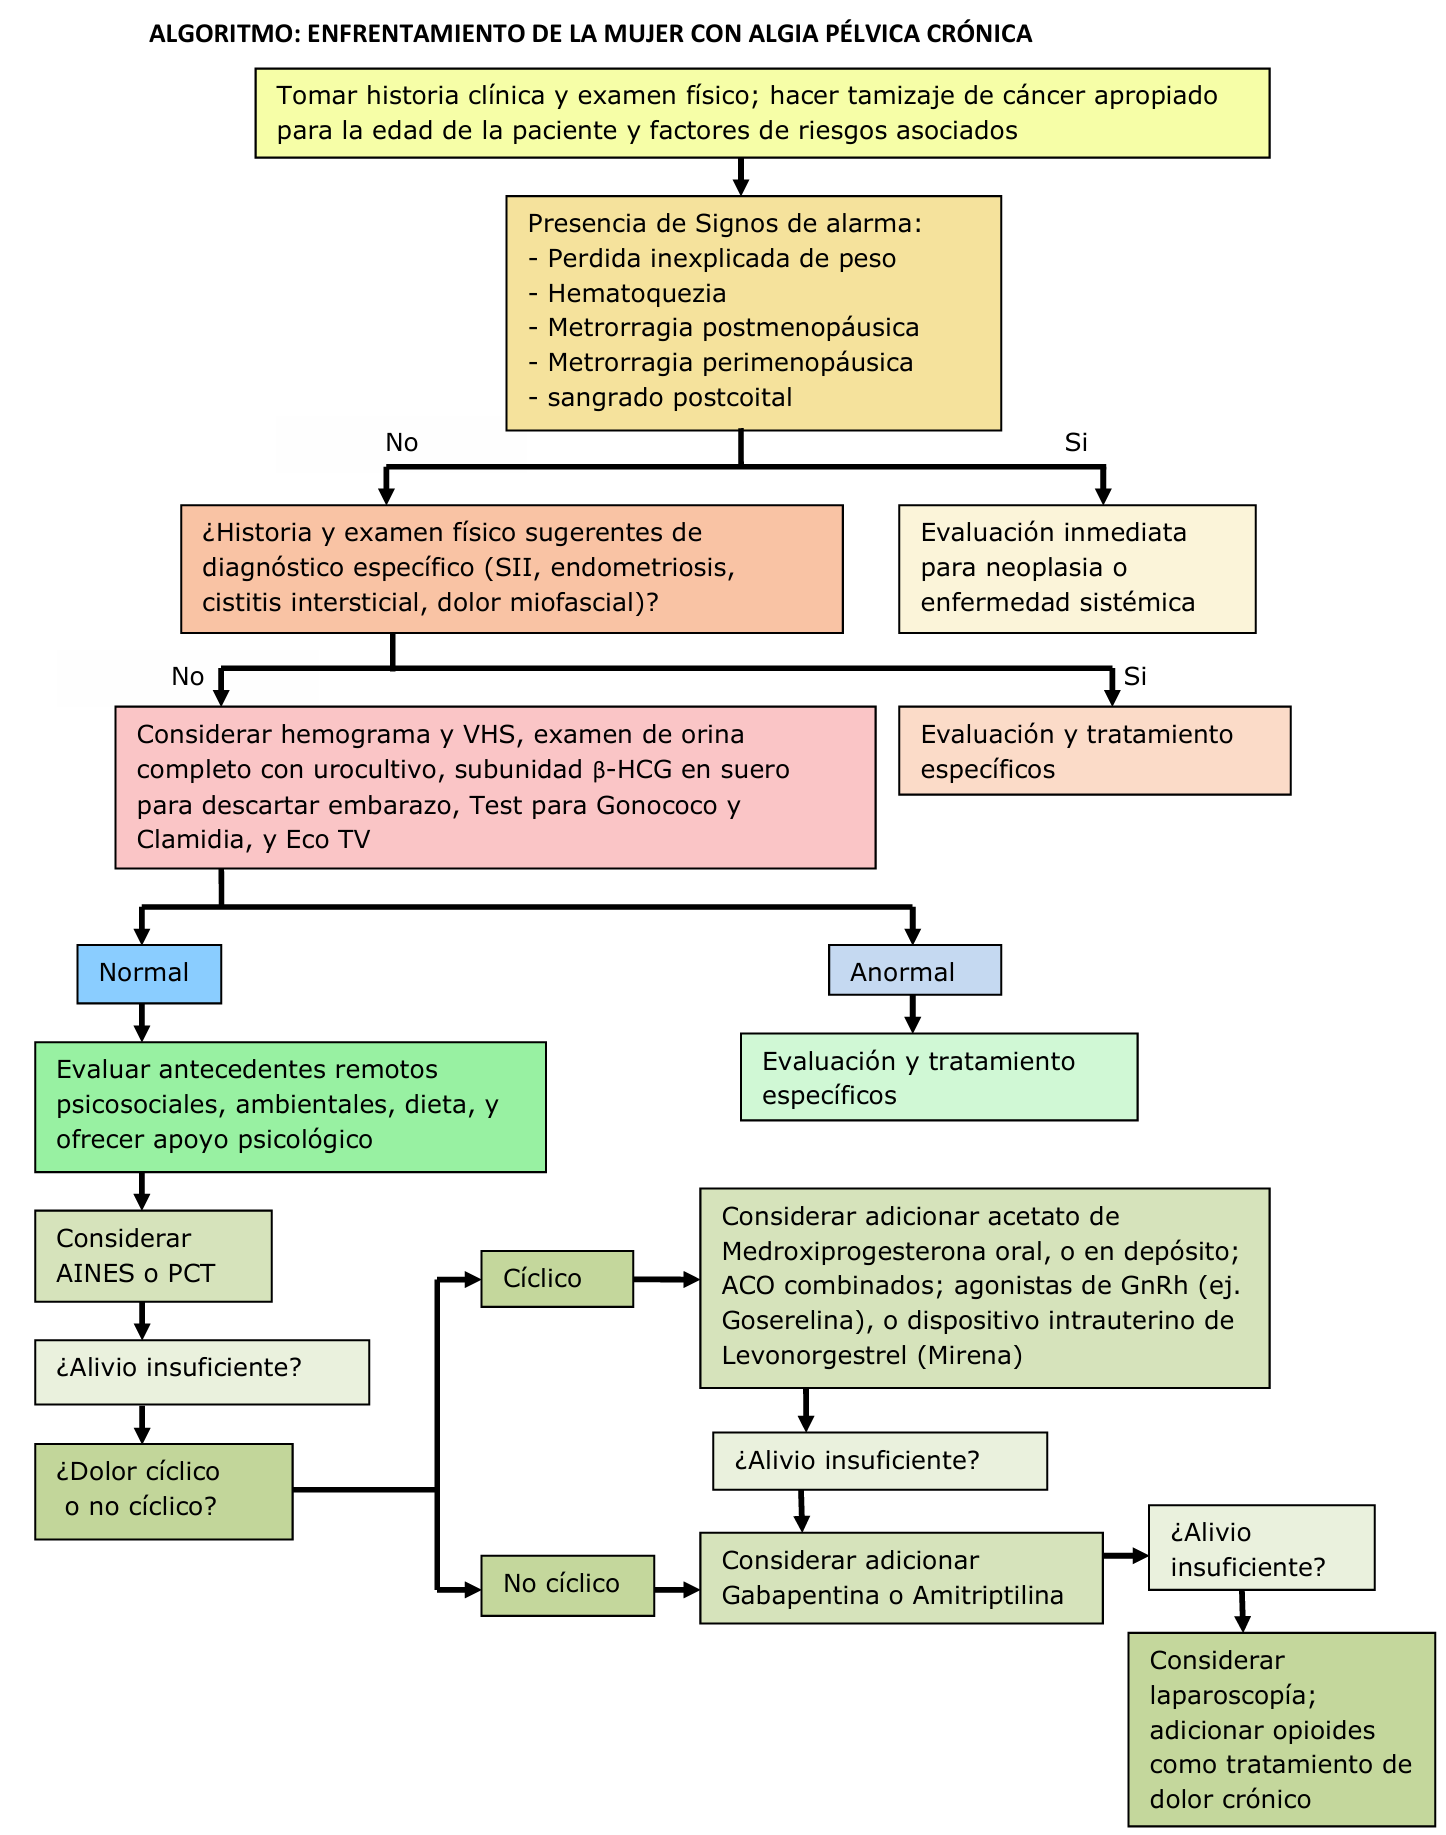 ALGORITMO: ENFRENTAMIENTO DE LA MUJER CON ALGIA PÉLVICA CRÓNICA
Tomar historia clínica y examen físico; hacer tamizaje de cáncer apropiado
para la edad de la paciente y factores de riesgos asociados
Presencia de Signos de alarma:
- Perdida inexplicada de peso
- Hematoquezia
- Metrorragia postmenopáusica
- Metrorragia perimenopáusica
- sangrado postcoital
No
Si
¿Historia y examen físico sugerentes de
diagnóstico específico (SII, endometriosis,
cistitis intersticial, dolor miofascial)?
Evaluación inmediata
para neoplasia o
enfermedad sistémica
No
Si
Considerar hemograma y VHS, examen de orina
completo con urocultivo, subunidad β-HCG en suero
para descartar embarazo, Test para Gonococo y
Clamidia, y Eco TV
Evaluación y tratamiento
específicos
Normal
Anormal
Evaluar antecedentes remotos
psicosociales, ambientales, dieta, y
ofrecer apoyo psicológico
Evaluación y tratamiento
específicos
Considerar
AINES o PCT
¿Alivio insuficiente?
¿Dolor cíclico
o no cíclico?
Cíclico
Considerar adicionar acetato de
Medroxiprogesterona oral, o en depósito;
ACO combinados; agonistas de GnRh (ej.
Goserelina), o dispositivo intrauterino de
Levonorgestrel (Mirena)
¿Alivio insuficiente?
No cíclico
Considerar adicionar
Gabapentina o Amitriptilina
¿Alivio
insuficiente?
Considerar
laparoscopía;
adicionar opioides
como tratamiento de
dolor crónico